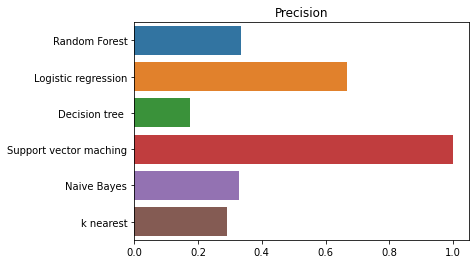 Precision
Random Forest
Logistic regression
Decision tree
Support vector maching
Naive Bayes
k nearest
0.0 0.2 0.4 0.6 0.8 1.0